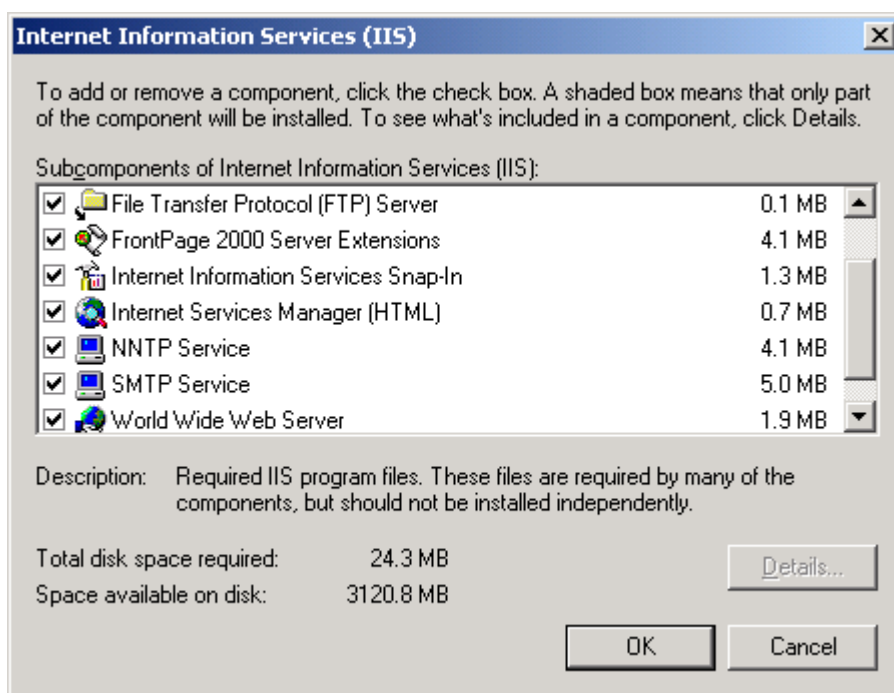 Internet Information Services (IIS)
To add or remove a component, click the check box. A shaded box means that only part
of the component will be installed. To see what's included in a component, click Details.
Subcomponents of Internet Information Services (IIS):
File Transfer Protocol (FTP) Server 0.1 MB
FrontPage 2000 Server Extensions 4.1 MB
Internet Information Services Snap-In 1.3 MB
Internet Services Manager (HTML) 0.7 MB
NNTP Service 4.1 MB
SMTP Service 5.0 MB
World Wide Web Server 1.9 MB
Description: Required IIS program files. These files are required by many of the
components, but should not be installed independently.
Total disk space required: 24.3 MB
Space available on disk: 3120.8 MB
Details...
OK Cancel